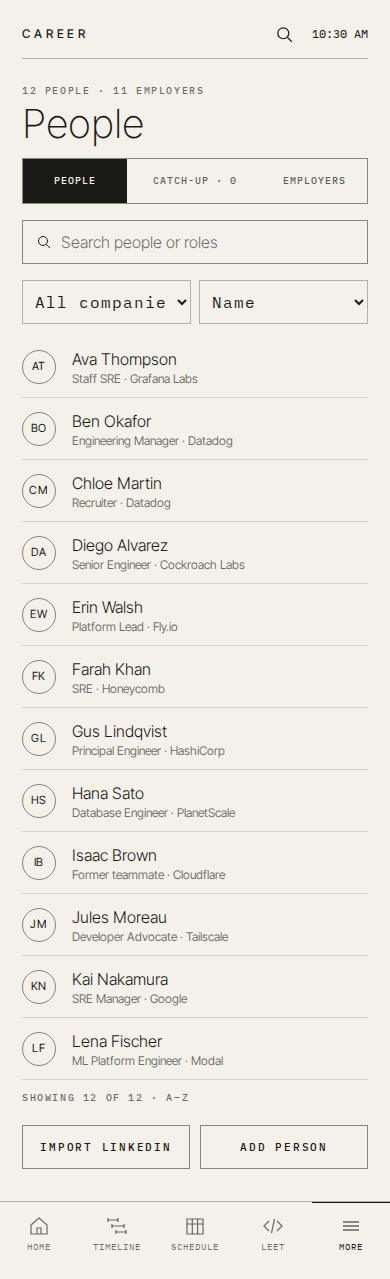 CAREER
10:30 AM
12 PEOPLE · 11 EMPLOYERS
People
PEOPLE
CATCH-UP · 0
EMPLOYERS
Search people or roles
All companie
Name
AT
Ava Thompson
Staff SRE · Grafana Labs
BO
Ben Okafor
Engineering Manager · Datadog
CM
Chloe Martin
Recruiter · Datadog
DA
Diego Alvarez
Senior Engineer · Cockroach Labs
EW
Erin Walsh
Platform Lead · Fly.io
FK
Farah Khan
SRE · Honeycomb
GL
Gus Lindqvist
Principal Engineer · HashiCorp
HS
Hana Sato
Database Engineer · PlanetScale
IB
Isaac Brown
Former teammate · Cloudflare
JM
Jules Moreau
Developer Advocate · Tailscale
KN
Kai Nakamura
SRE Manager · Google
LF
Lena Fischer
ML Platform Engineer · Modal
SHOWING 12 OF 12 · A–Z
IMPORT LINKEDIN
ADD PERSON
HOME
TIMELINE
SCHEDULE
LEET
MORE